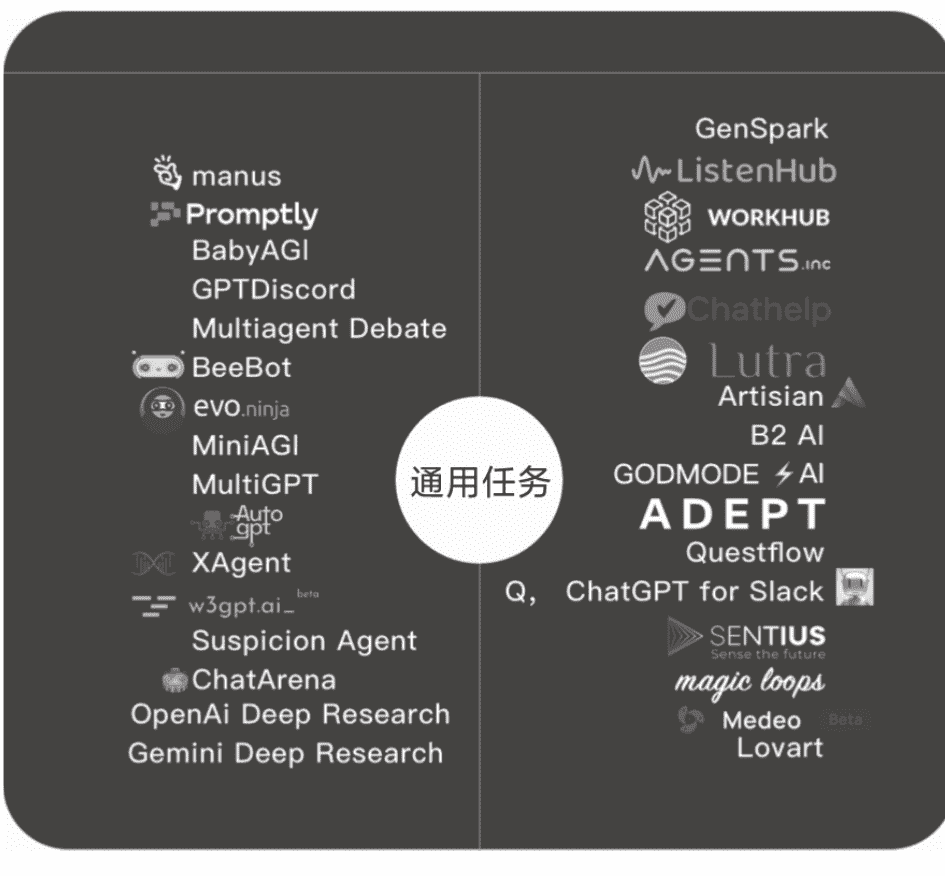 manus
Promptly
BabyAGI
GPTDiscord
Multiagent Debate
BeeBot
evo.ninja
MiniAGI
MultiGPT
Auto
gpt
XAgent
w3gpt.ai_ beta
Suspicion Agent
ChatArena
OpenAi Deep Research
Gemini Deep Research
通用任务
GenSpark
ListenHub
WORKHUB
AGENTS.inc
Chathelp
Lutra
Artisian
B2 AI
GODMODE ⚡AI
ADEPT
Questflow
Q， ChatGPT for Slack
SENTIUS
Sense the future
magic loops
Medeo Beta
Lovart